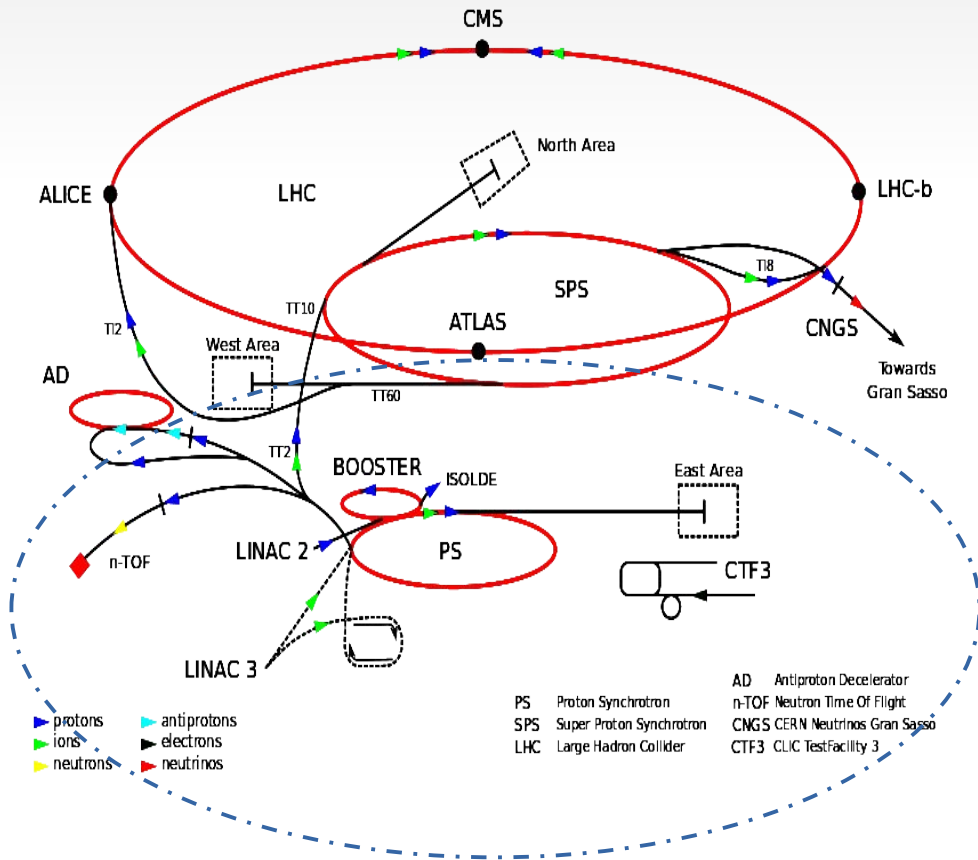 CMS
North Area
ALICE
LHC
LHC-b
TI8
SPS
TT10
ATLAS
CNGS
TI2
West Area
Towards
Gran Sasso
AD
TT60
TT2
BOOSTER
ISOLDE
East Area
LINAC 2
PS
n-TOF
CTF3
LINAC 3
AD Antiproton Decelerator
PS Proton Synchrotron
n-TOF Neutron Time Of Flight
SPS Super Proton Synchrotron
CNGS CERN Neutrinos Gran Sasso
LHC Large Hadron Collider
CTF3 CLIC TestFacility 3
protons
antiprotons
ions
electrons
neutrons
neutrinos